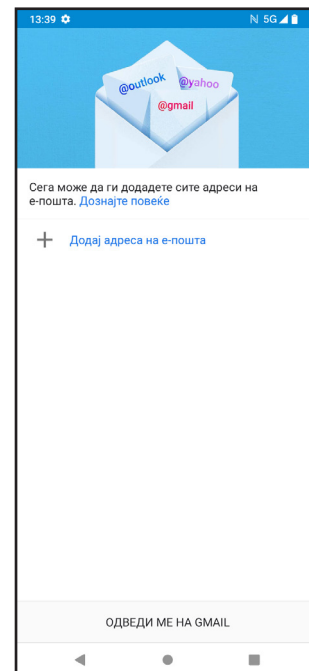 13:39 5G
@outlook @yahoo
@gmail
Сега може да ги додадете сите адреси на
е-пошта. Дознајте повеќе
Додај адреса на е-пошта
ОДВЕДИ МЕ НА GMAIL